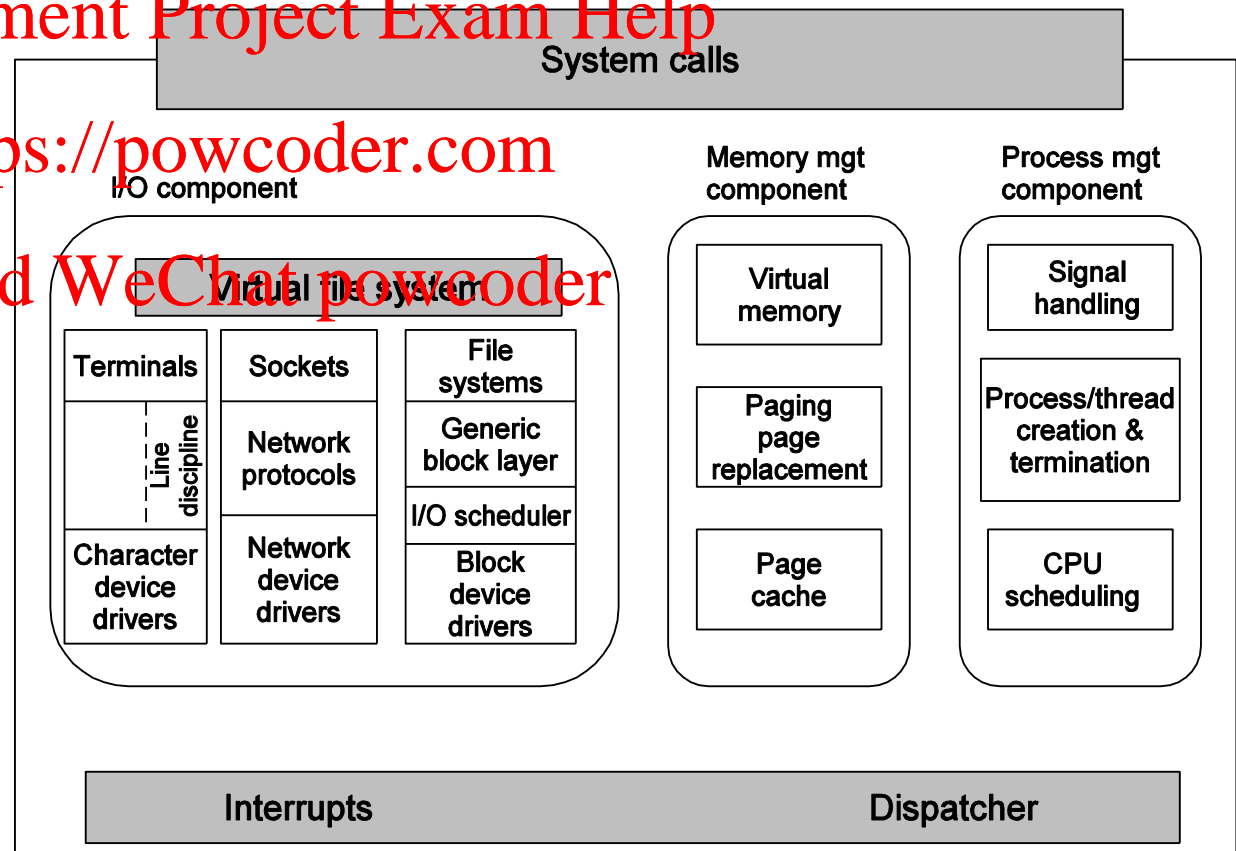 ment Project Exam Help
System calls
ps://powcoder.com
I/O component
Memory mgt
component
Process mgt
component
d WeChat powcoder
Virtual file system
Terminals
Line
discipline
Character
device
drivers
Sockets
Network
protocols
Network
device
drivers
File
systems
Generic
block layer
I/O scheduler
Block
device
drivers
Virtual
memory
Paging
page
replacement
Page
cache
Signal
handling
Process/thread
creation &
termination
CPU
scheduling
Interrupts
Dispatcher